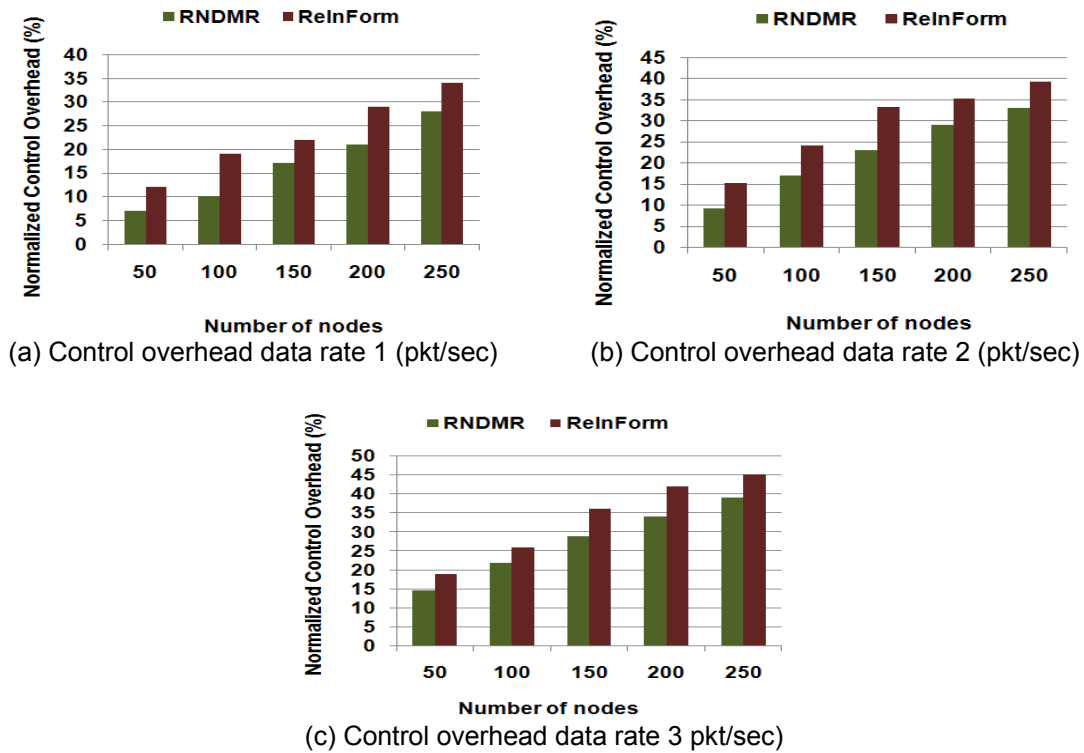 RNDMR ReInForm
Normalized Control Overhead (%)
40
35
30
25
20
15
10
5
0
50 100 150 200 250
Number of nodes
(a) Control overhead data rate 1 (pkt/sec)
RNDMR ReInForm
Normalized Control Overhead (%)
45
40
35
30
25
20
15
10
5
0
50 100 150 200 250
Number of nodes
(b) Control overhead data rate 2 (pkt/sec)
RNDMR ReInForm
Normalized Control Overhead (%)
50
45
40
35
30
25
20
15
10
5
0
50 100 150 200 250
Number of nodes
(c) Control overhead data rate 3 pkt/sec)